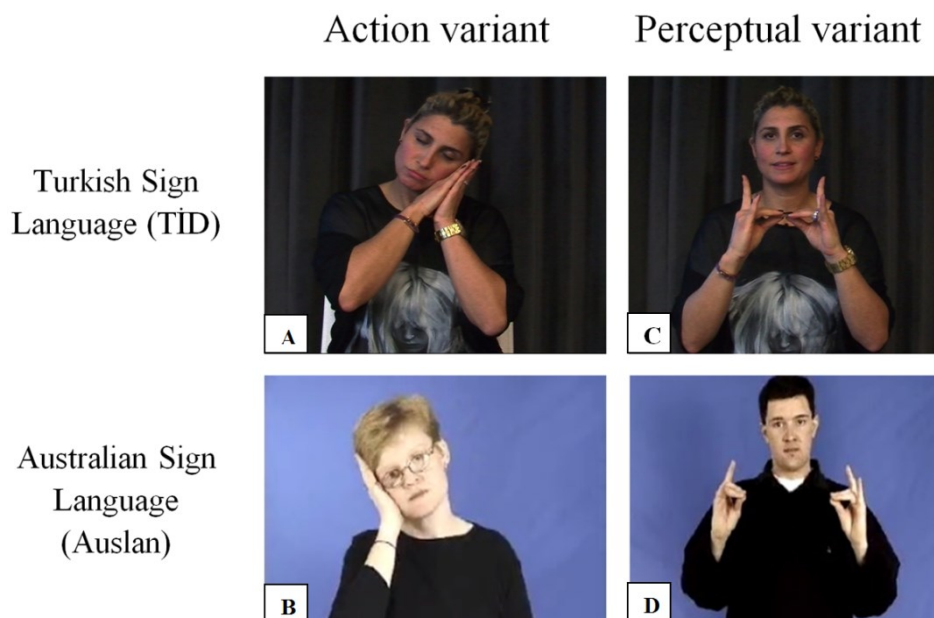 Action variant
Perceptual variant
Turkish Sign
Language (TİD)
A
C
Australian Sign
Language
(Auslan)
B
D